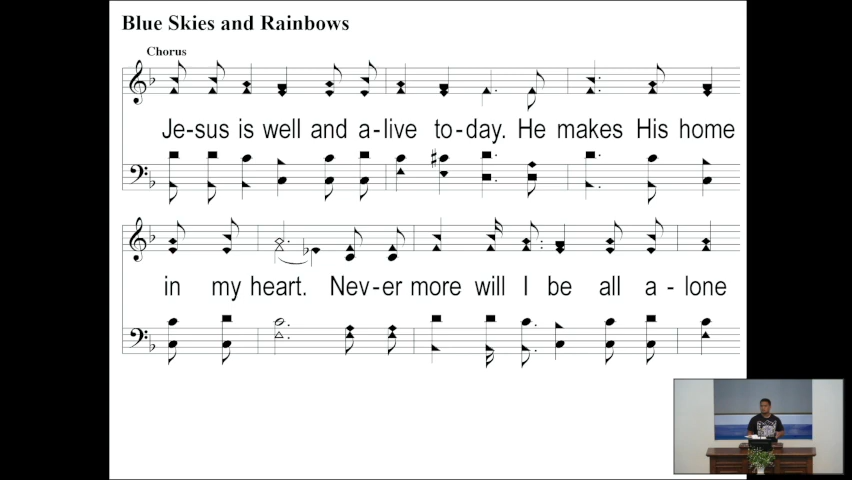 Blue Skies and Rainbows
Chorus
Je-sus is well and a-live to-day. He makes His home
in my heart. Nev-er more will I be all a-lone